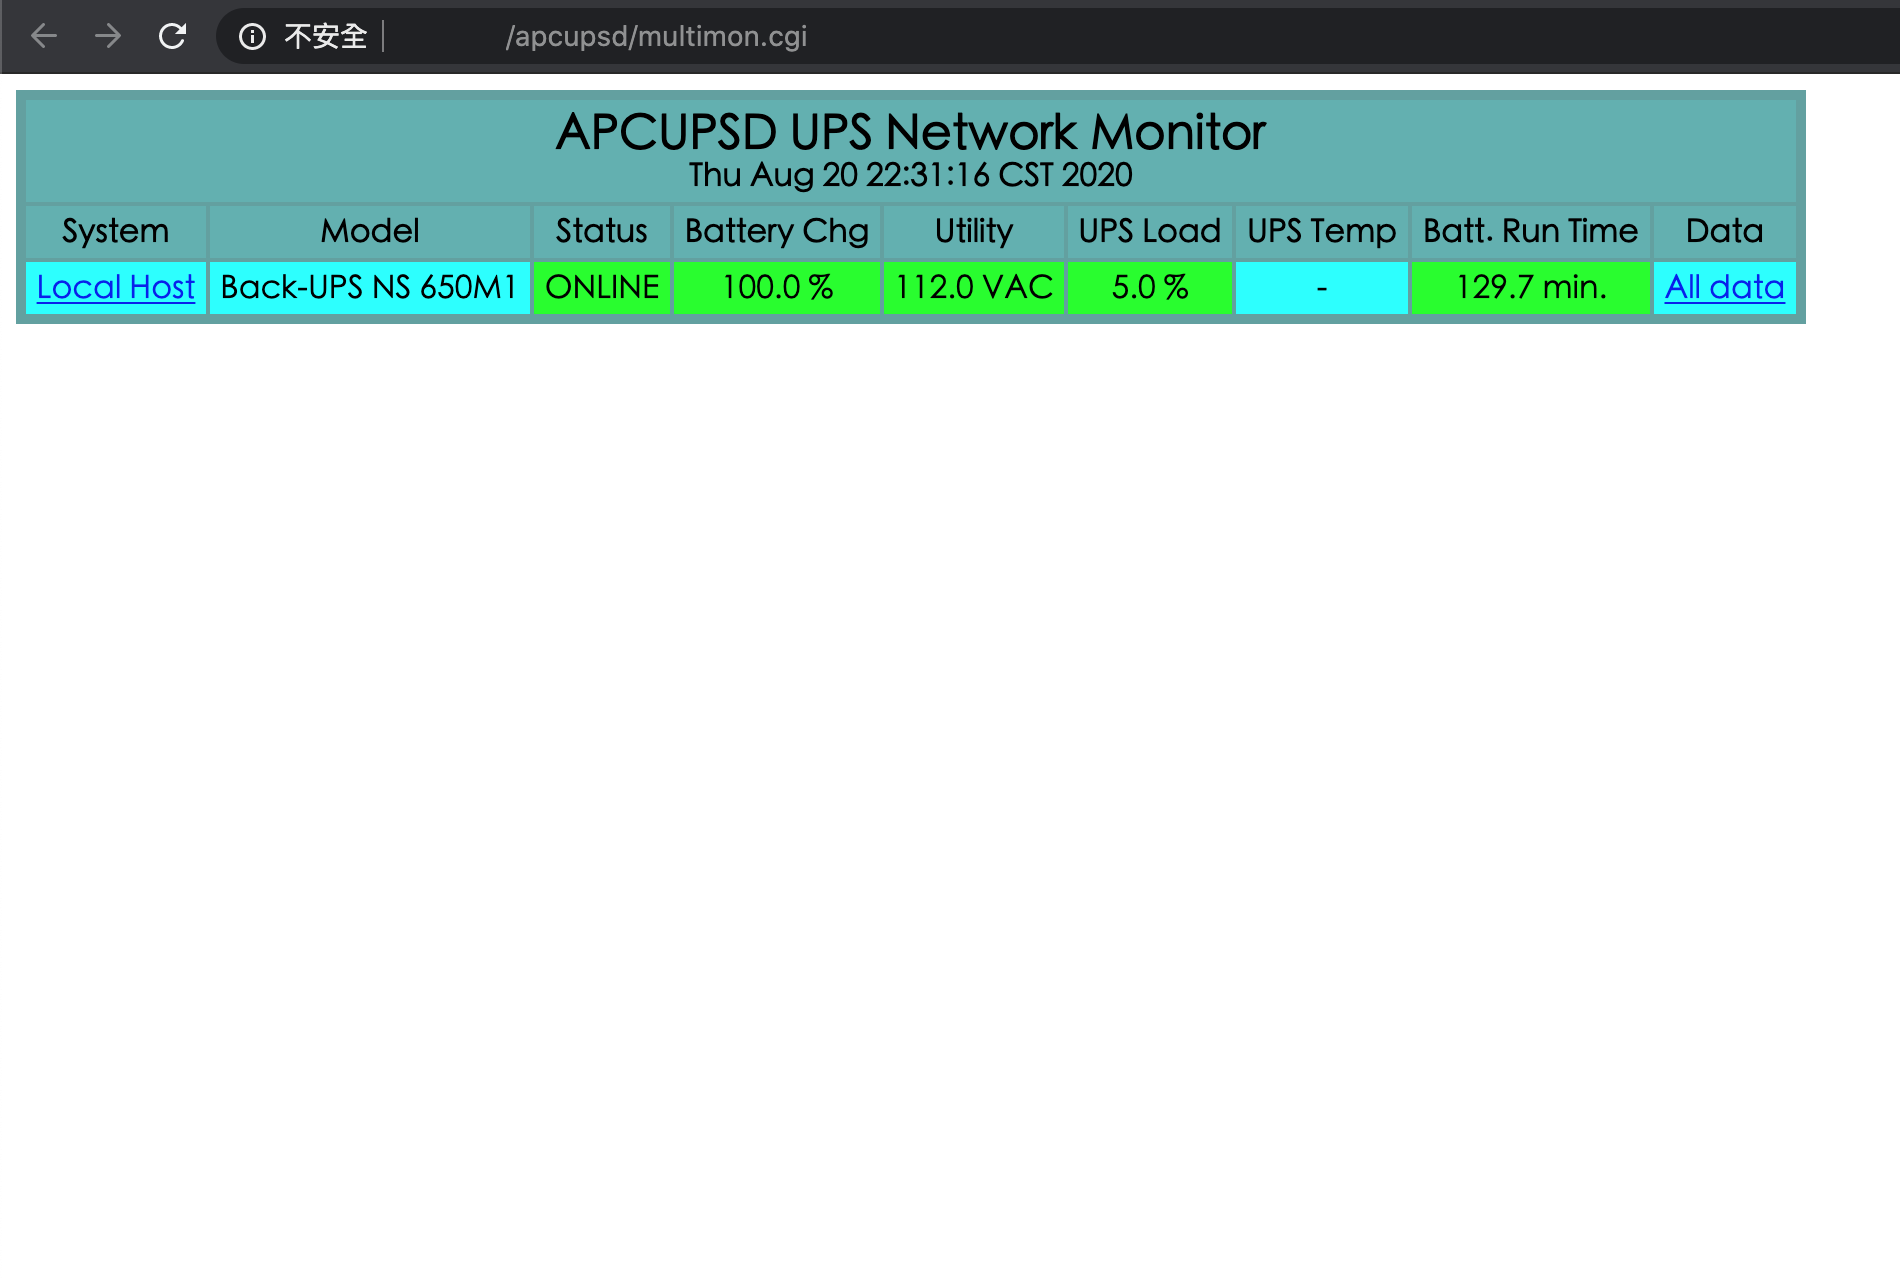 不安全 /apcupsd/multimon.cgi
APCUPSD UPS Network Monitor
Thu Aug 20 22:31:16 CST 2020
System Model Status Battery Chg Utility UPS Load UPS Temp Batt. Run Time Data
Local Host Back-UPS NS 650M1 ONLINE 100.0 % 112.0 VAC 5.0 % - 129.7 min. All data